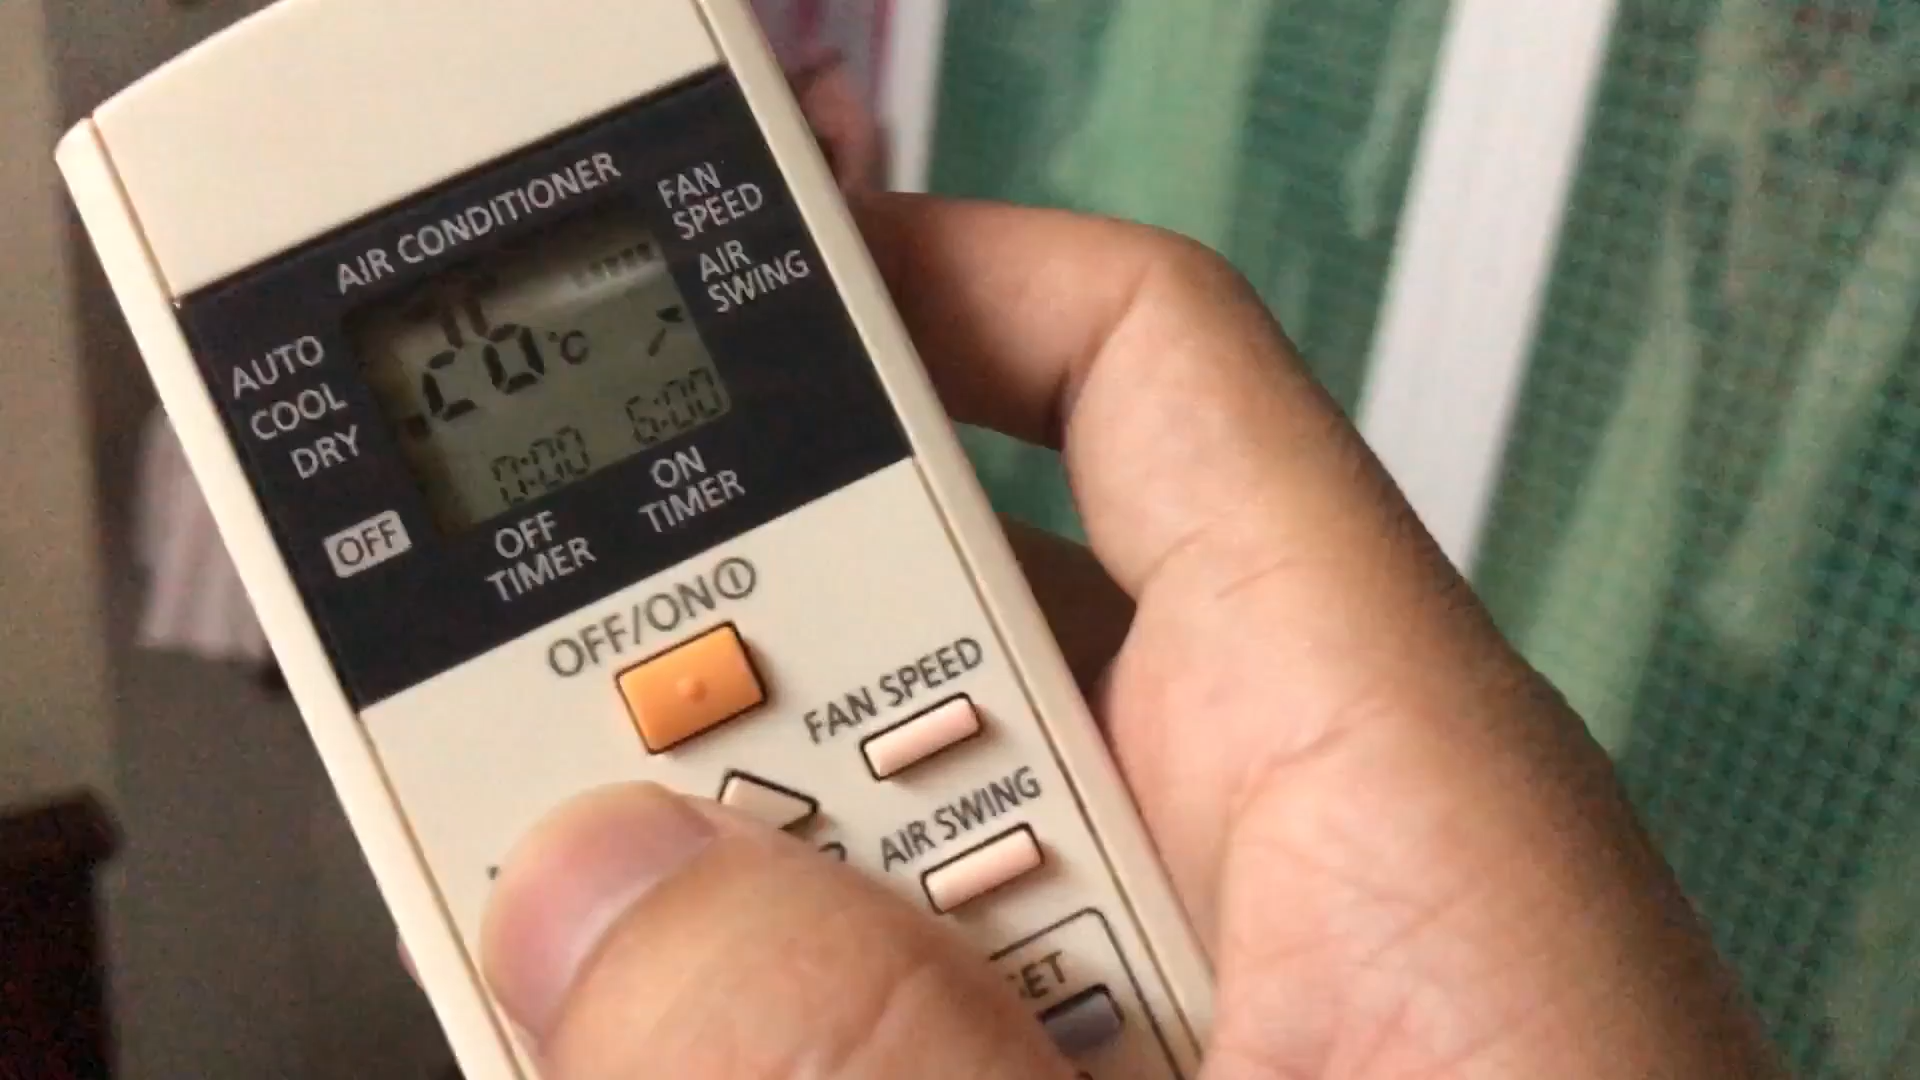 AIR CONDITIONER
FAN
SPEED
AIR
SWING
AUTO
COOL
DRY
OFF
°C
0:00
6:00
OFF
TIMER
ON
TIMER
OFF/ON
FAN SPEED
AIR SWING